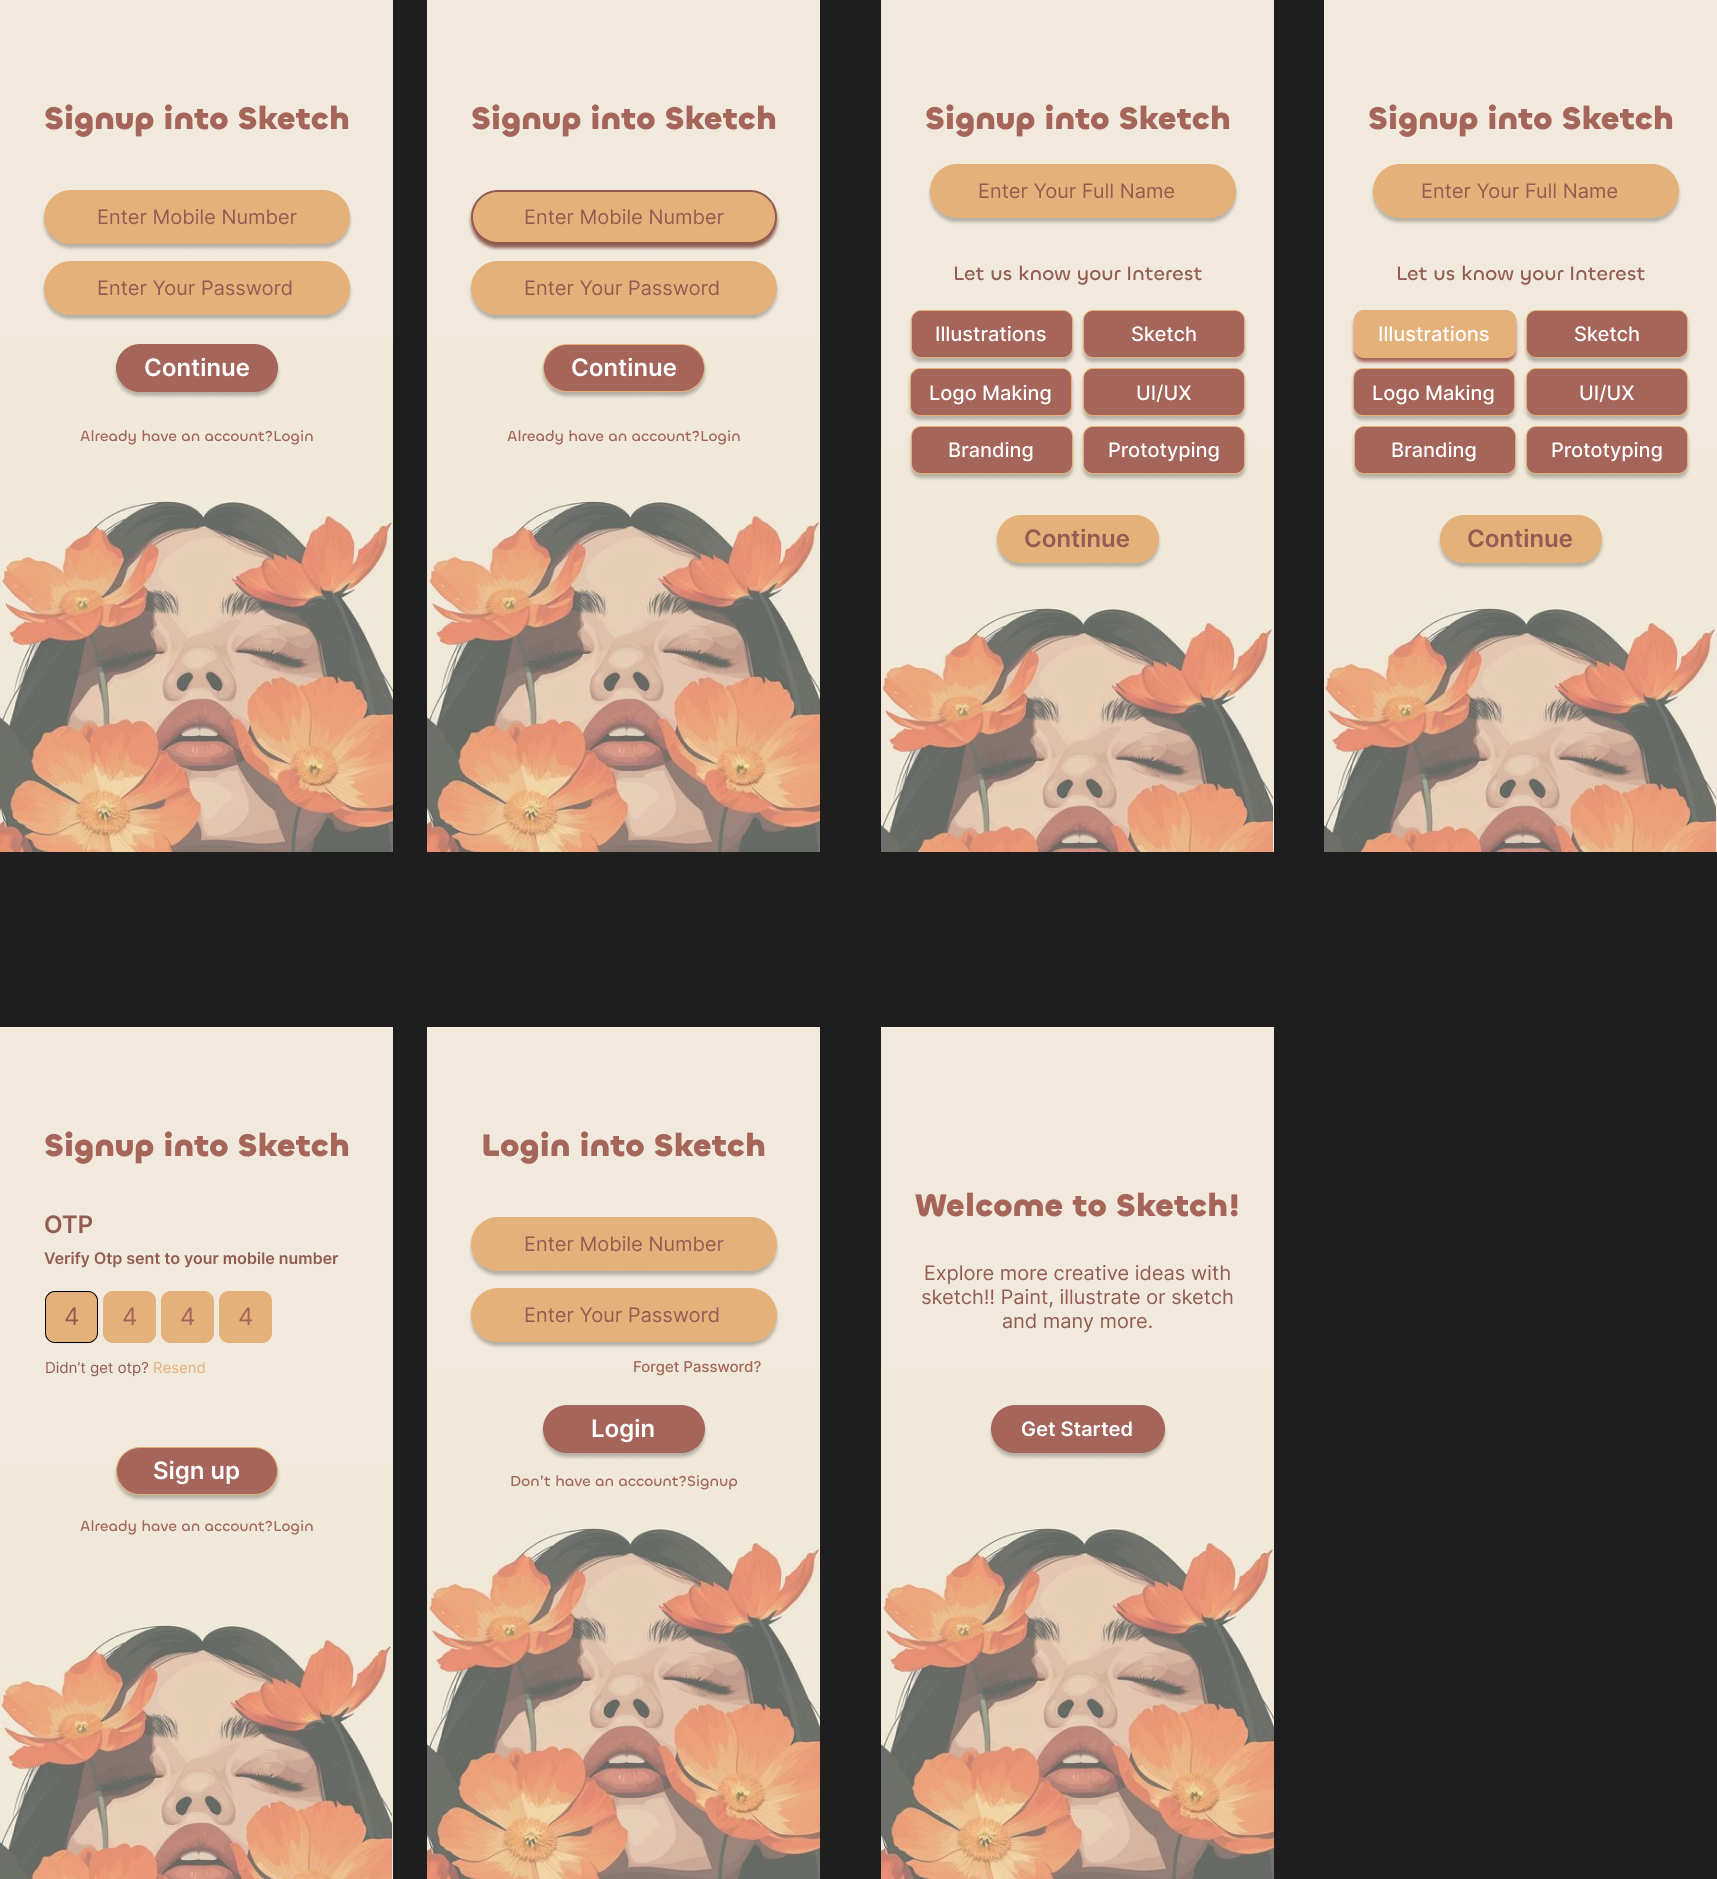 Signup into Sketch
Enter Mobile Number
Enter Your Password
Continue
Already have an account?Login
Signup into Sketch
Enter Mobile Number
Enter Your Password
Continue
Already have an account?Login
Signup into Sketch
Enter Your Full Name
Let us know your Interest
Illustrations
Sketch
Logo Making
UI/UX
Branding
Prototyping
Continue
Signup into Sketch
Enter Your Full Name
Let us know your Interest
Illustrations
Sketch
Logo Making
UI/UX
Branding
Prototyping
Continue
Signup into Sketch
OTP
Verify Otp sent to your mobile number
4 4 4 4
Didn't get otp? Resend
Sign up
Already have an account?Login
Login into Sketch
Enter Mobile Number
Enter Your Password
Forget Password?
Login
Don't have an account?Signup
Welcome to Sketch!
Explore more creative ideas with
sketch!! Paint, illustrate or sketch
and many more.
Get Started